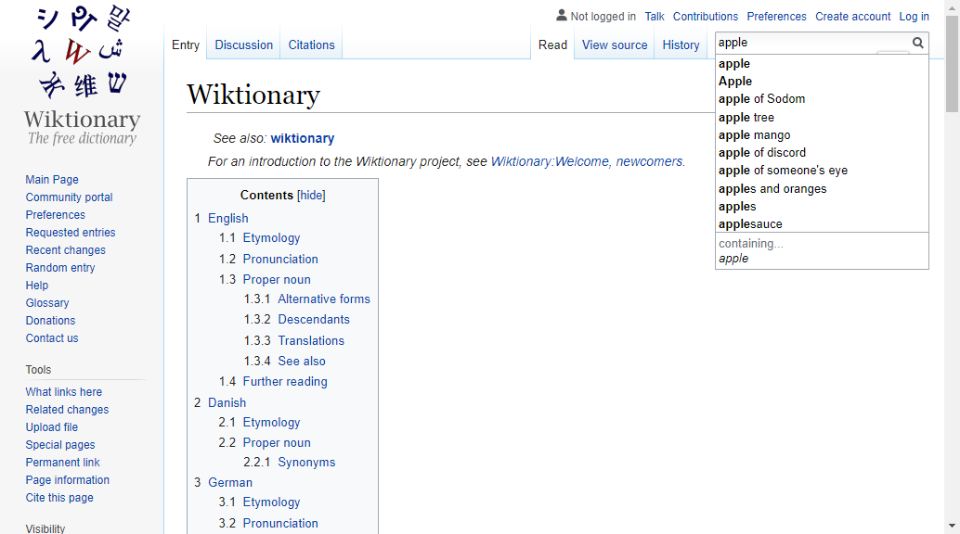 シ
Wiktionary
The free dictionary
Main Page
Community portal
Preferences
Requested entries
Recent changes
Random entry
Help
Glossary
Donations
Contact us
Tools
What links here
Related changes
Upload file
Special pages
Permanent link
Page information
Cite this page
Visibility
Not logged in Talk Contributions Preferences Create account Log in
Entry Discussion Citations Read View source History
apple
apple
Apple
apple of Sodom
apple tree
apple mango
apple of discord
apple of someone's eye
apples and oranges
apples
applesauce
containing...
apple
Wiktionary
See also: wiktionary
For an introduction to the Wiktionary project, see Wiktionary:Welcome, newcomers.
Contents [hide]
1 English
1.1 Etymology
1.2 Pronunciation
1.3 Proper noun
1.3.1 Alternative forms
1.3.2 Descendants
1.3.3 Translations
1.3.4 See also
1.4 Further reading
2 Danish
2.1 Etymology
2.2 Proper noun
2.2.1 Synonyms
3 German
3.1 Etymology
3.2 Pronunciation